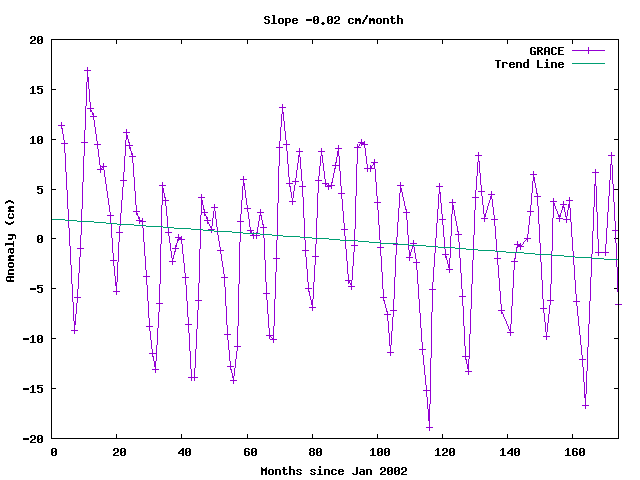 Slope -0.02 cm/month
GRACE
Trend Line
20
15
10
5
0
-5
-10
-15
-20
Anomaly (cm)
0 20 40 60 80 100 120 140 160
Months since Jan 2002